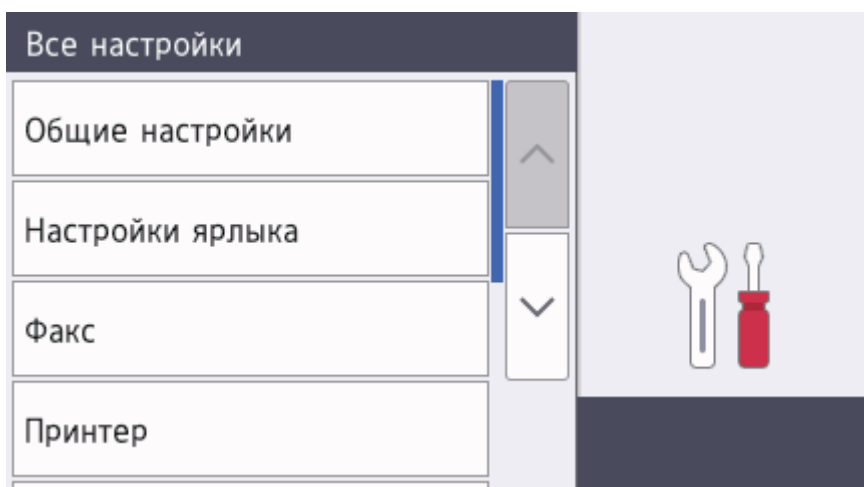 Все настройки
Общие настройки
Настройки ярлыка
Факс
Принтер